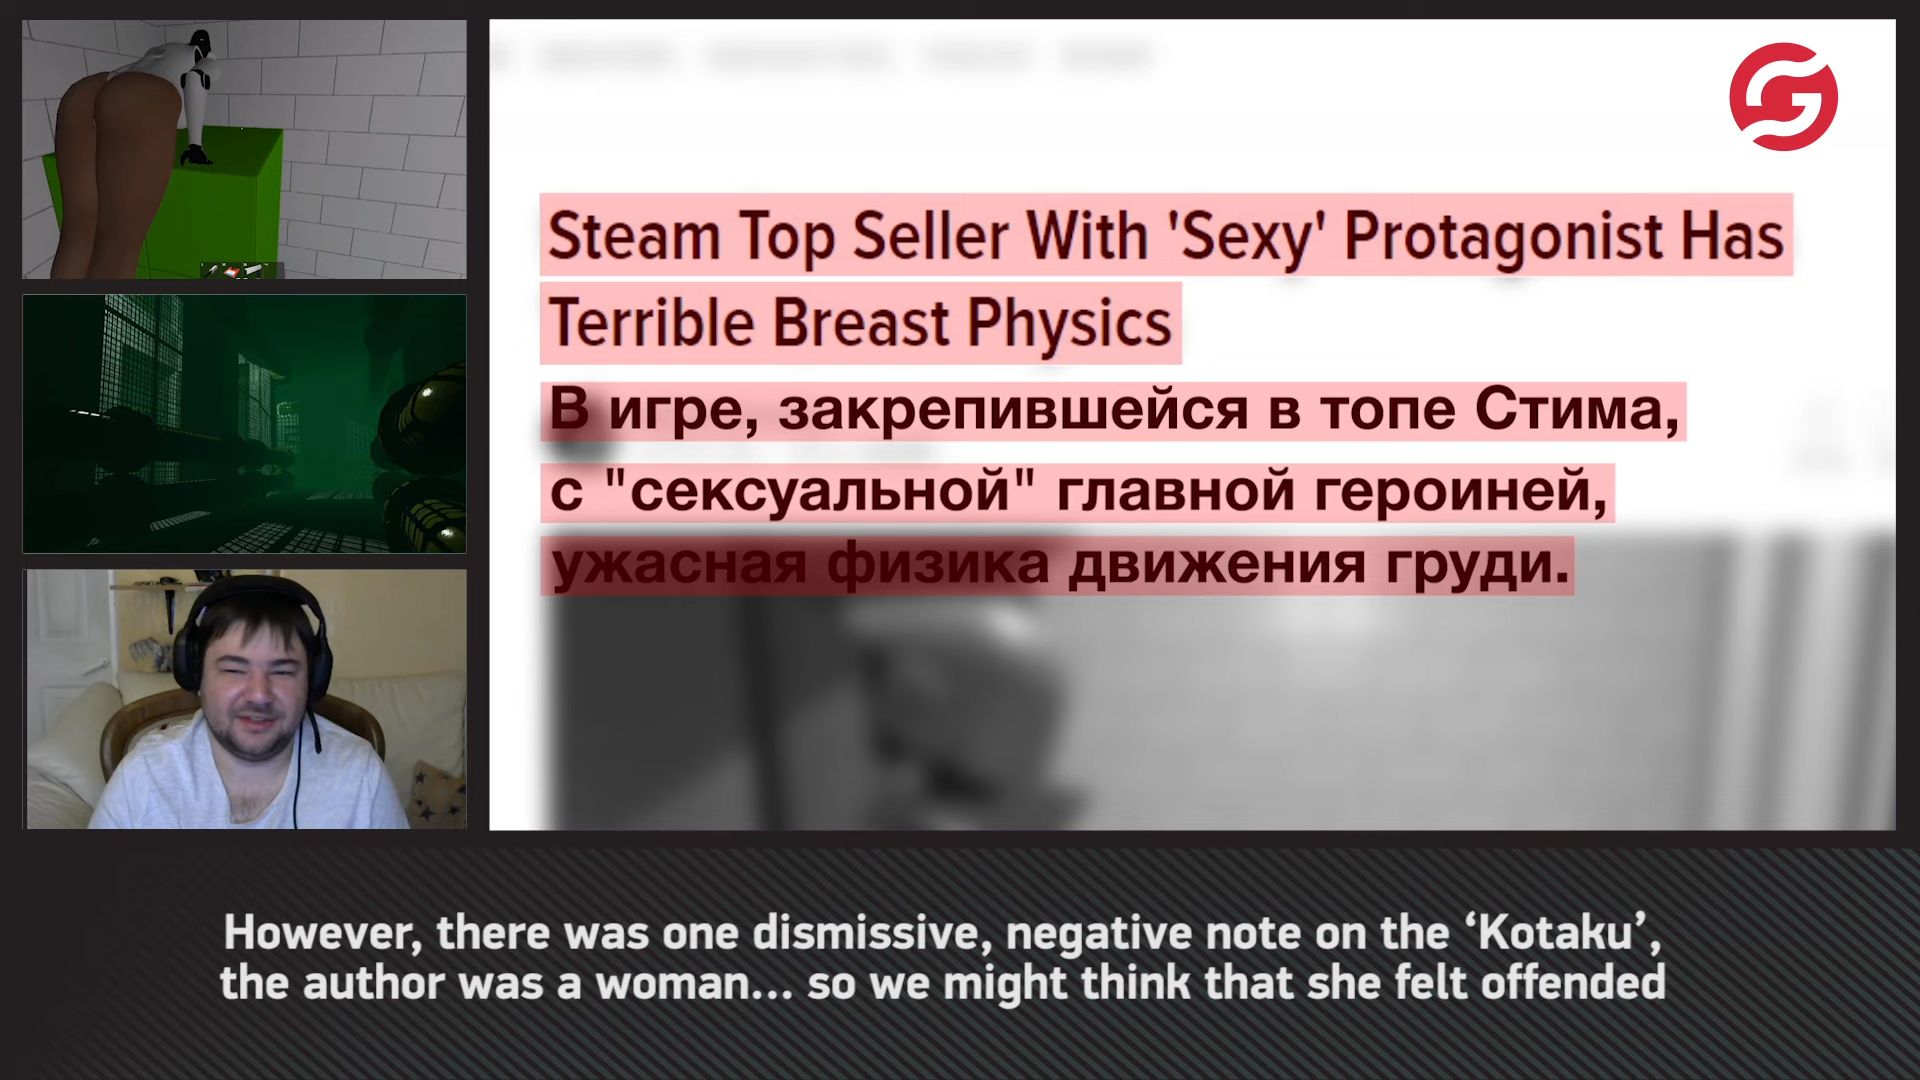 Steam Top Seller With 'Sexy' Protagonist Has
Terrible Breast Physics
В игре, закрепившейся в топе Стима,
с "сексуальной" главной героиней,
ужасная физика движения груди.
However, there was one dismissive, negative note on the ‘Kotaku’,
the author was a woman... so we might think that she felt offended